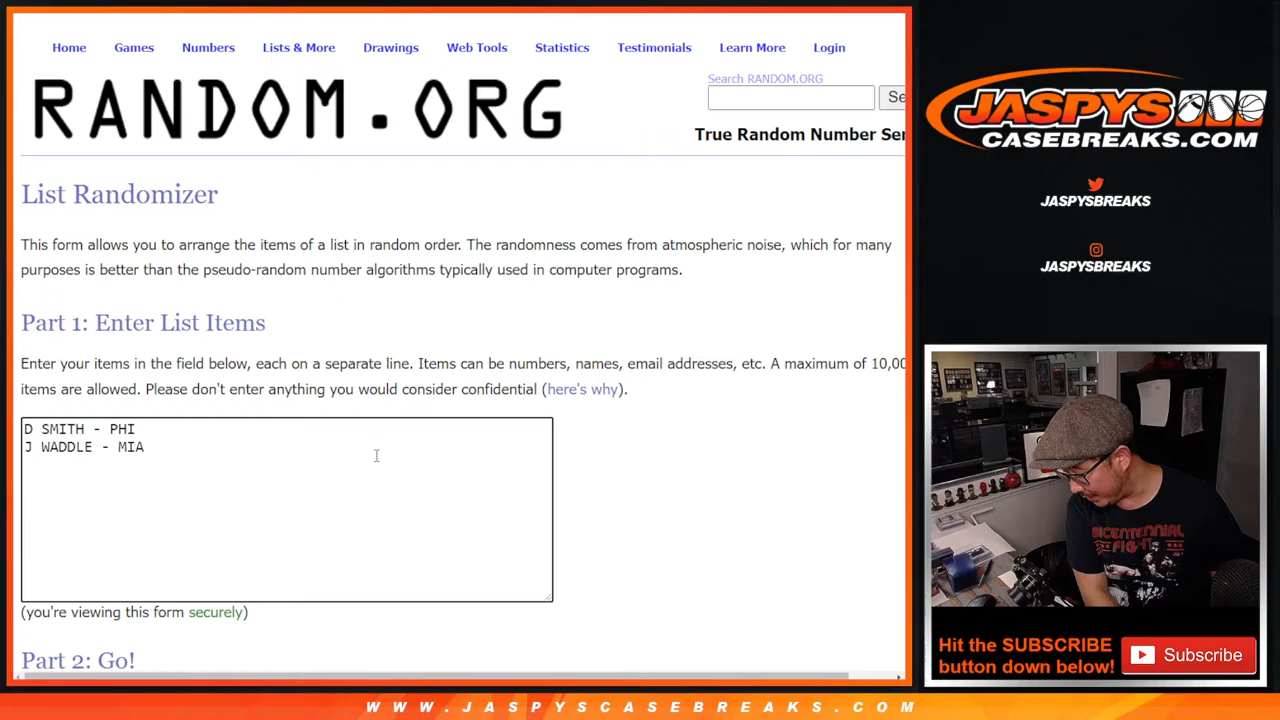 Home Games Numbers Lists & More Drawings Web Tools Statistics Testimonials Learn More Login
RANDOM.ORG
Search RANDOM.ORG
Se
True Random Number Ser
List Randomizer
This form allows you to arrange the items of a list in random order. The randomness comes from atmospheric noise, which for many
purposes is better than the pseudo-random number algorithms typically used in computer programs.
Part 1: Enter List Items
Enter your items in the field below, each on a separate line. Items can be numbers, names, email addresses, etc. A maximum of 10,00
items are allowed. Please don't enter anything you would consider confidential (here's why).
D SMITH - PHI
J WADDLE - MIA
(you're viewing this form securely)
Part 2: Go!
JASPYS
CASEBREAKS.COM
JASPYSBREAKS
JASPYSBREAKS
BICENTENNIAL
FIGHT
Hit the SUBSCRIBE
button down below!
Subscribe
WWW.JASPYSCASEBREAKS.COM